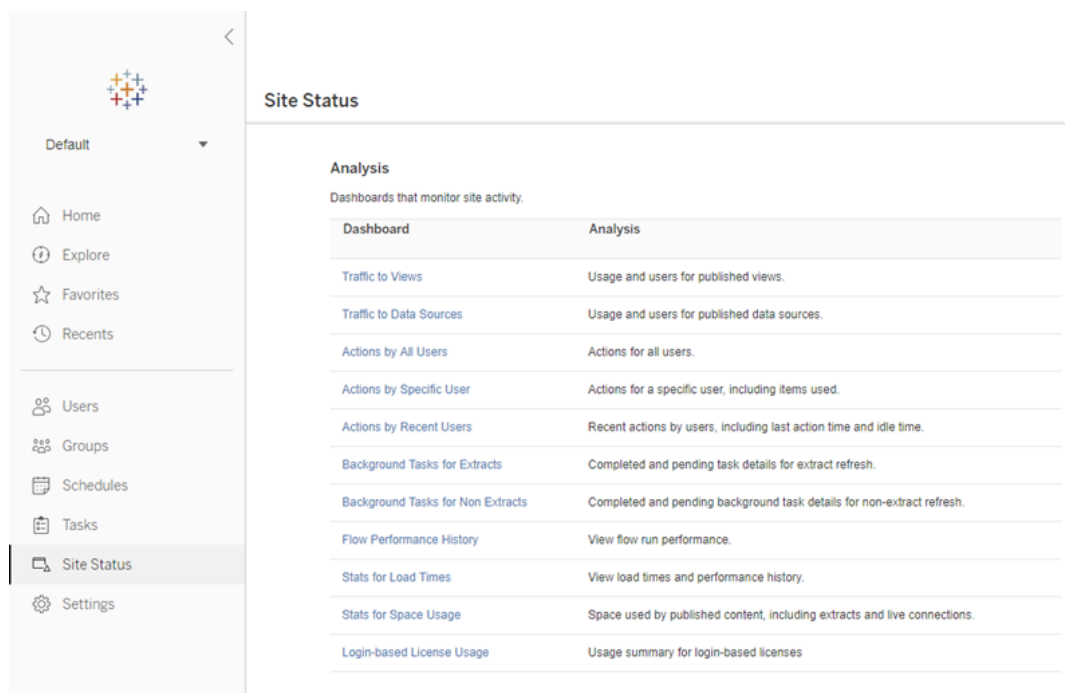 Default
Home
Explore
Favorites
Recents
Users
Groups
Schedules
Tasks
Site Status
Settings
Site Status
Analysis
Dashboards that monitor site activity.
Dashboard Analysis
Traffic to Views Usage and users for published views.
Traffic to Data Sources Usage and users for published data sources.
Actions by All Users Actions for all users.
Actions by Specific User Actions for a specific user, including items used.
Actions by Recent Users Recent actions by users, including last action time and idle time.
Background Tasks for Extracts Completed and pending task details for extract refresh.
Background Tasks for Non Extracts Completed and pending background task details for non-extract refresh.
Flow Performance History View flow run performance.
Stats for Load Times View load times and performance history.
Stats for Space Usage Space used by published content, including extracts and live connections.
Login-based License Usage Usage summary for login-based licenses